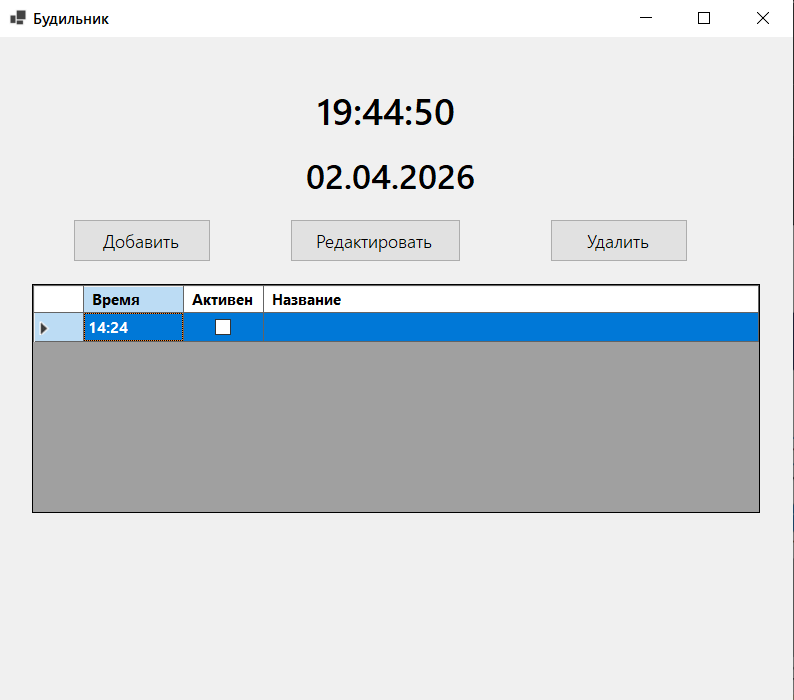 Будильник
19:44:50
02.04.2026
Добавить Редактировать Удалить
Время Активен Название
14:24